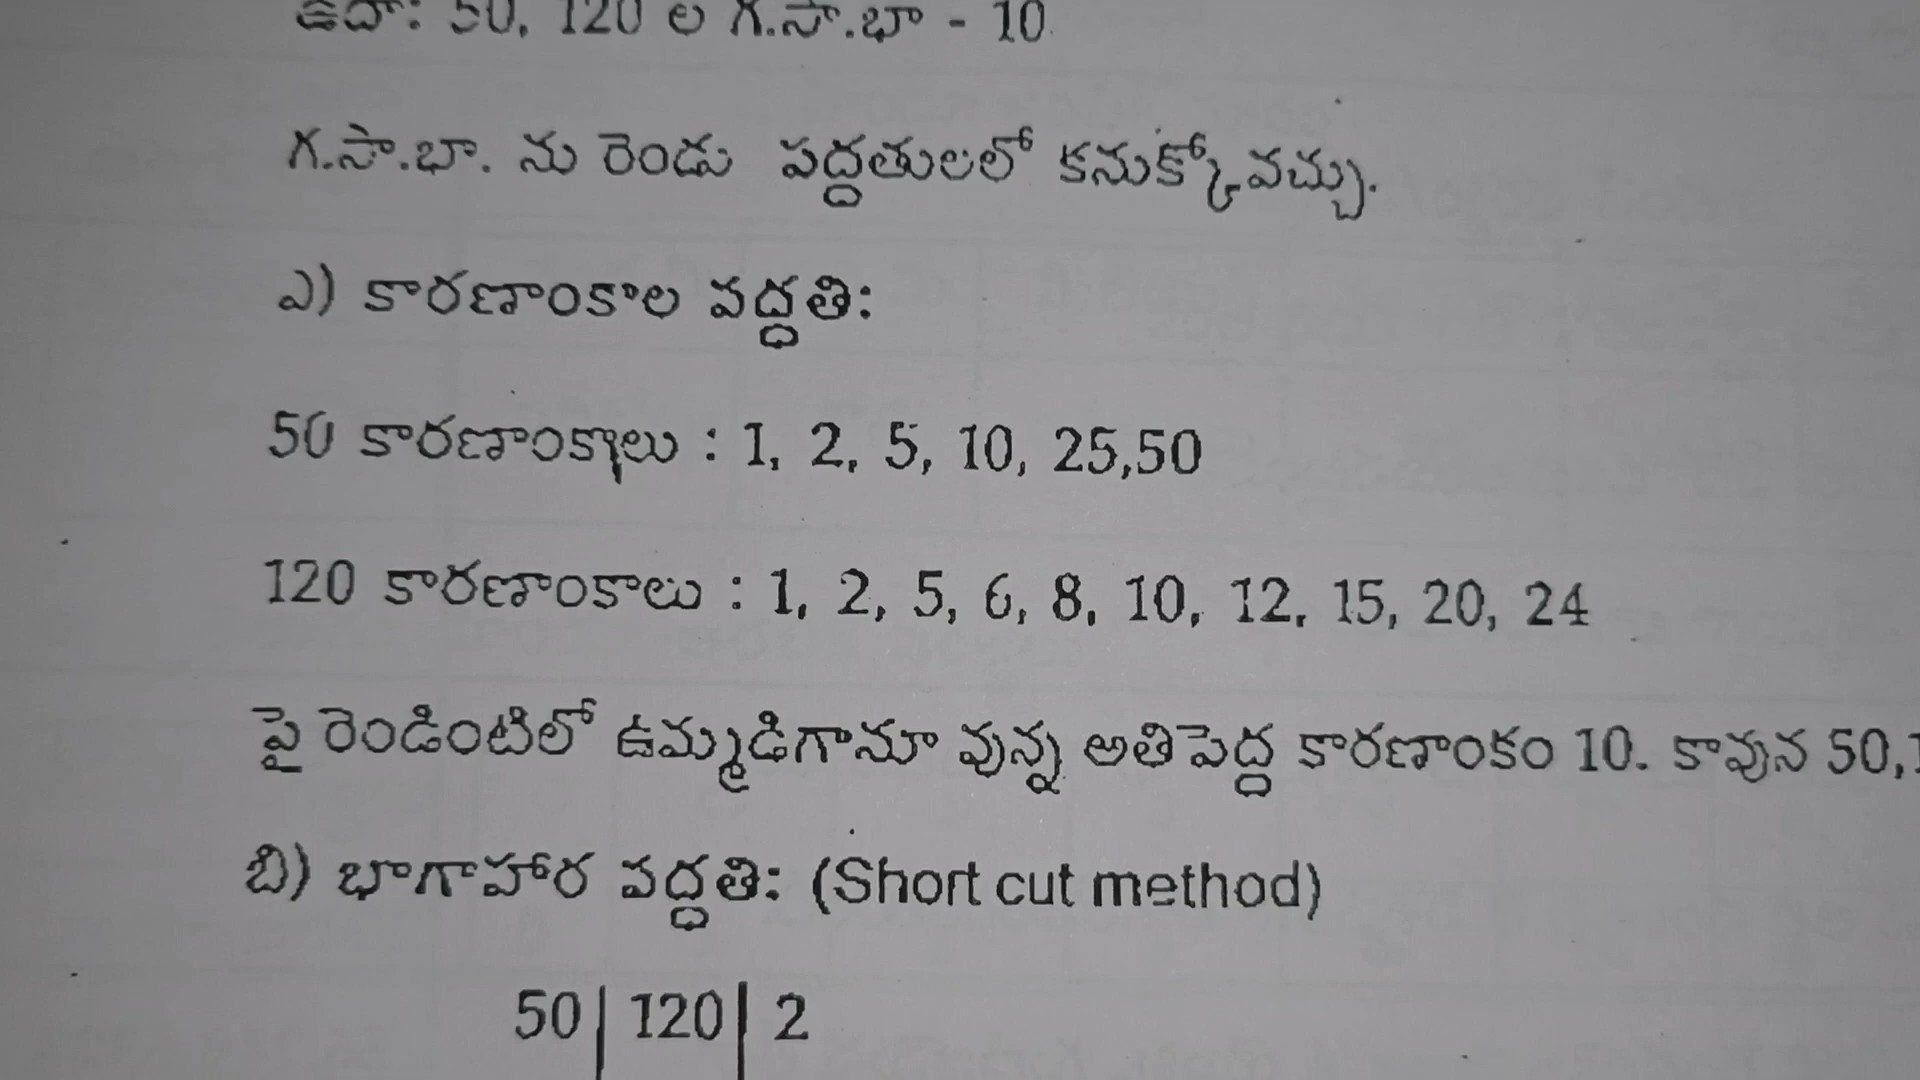 ఉదా: 50, 120 ల గ.సా.భా - 10
గ.సా.భా. ను రెండు పద్దతులలో కనుక్కోవచ్చు.
ఎ) కారణాంకాల పద్ధతి:
50 కారణాంకాలు : 1, 2, 5, 10, 25,50
120 కారణాంకాలు : 1, 2, 5, 6, 8, 10, 12, 15, 20, 24
పై రెండింటిలో ఉమ్మడిగానూ వున్న అతిపెద్ద కారణాంకం 10. కావున 50,
బి) భాగాహార పద్ధతి: (Short cut method)
50 | 120 | 2